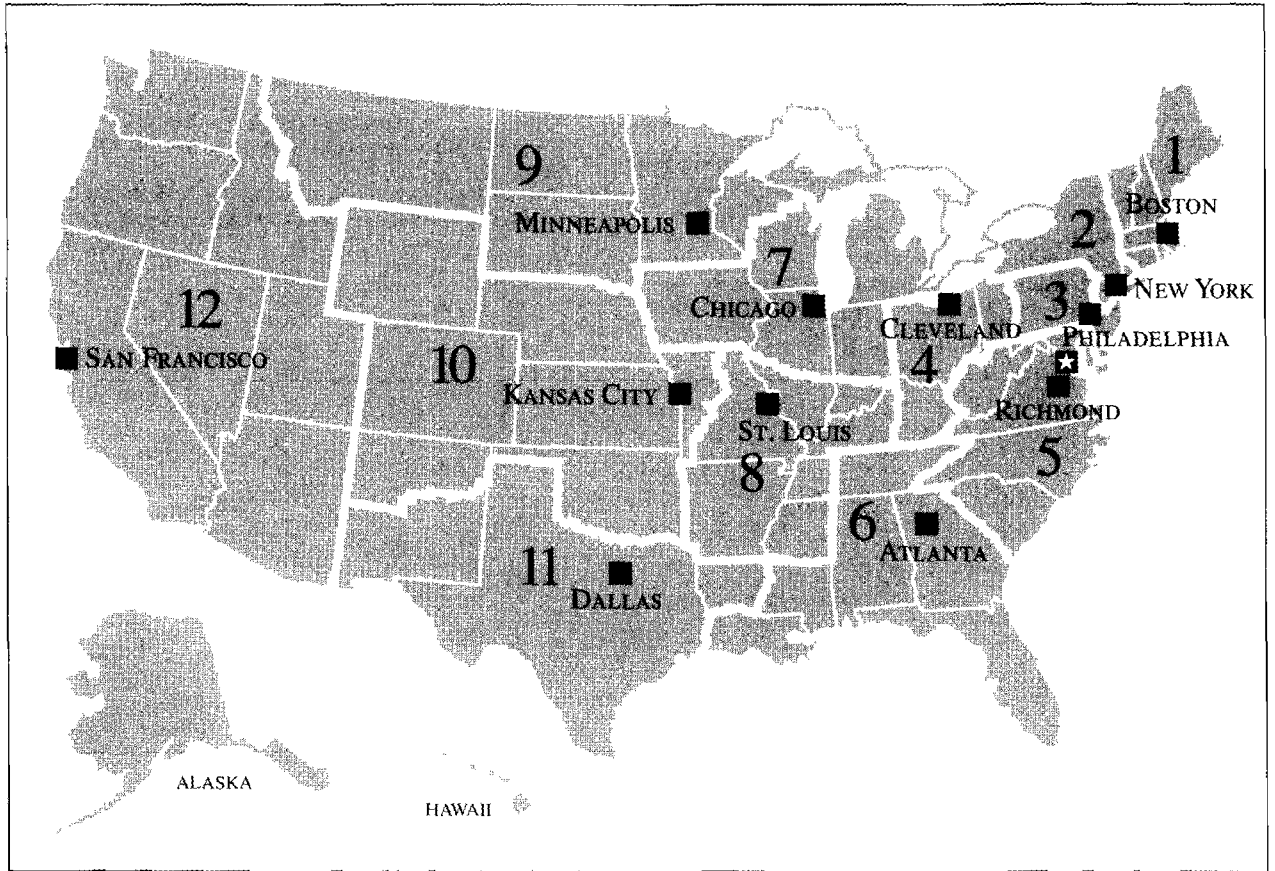 1
BOSTON
2
9
MINNEAPOLIS
7
NEW YORK
3
CHICAGO
12
CLEVELAND
PHILADELPHIA
SAN FRANCISCO
10
4
KANSAS CITY
RICHMOND
ST. LOUIS
5
8
6
ATLANTA
11
DALLAS
ALASKA
HAWAII